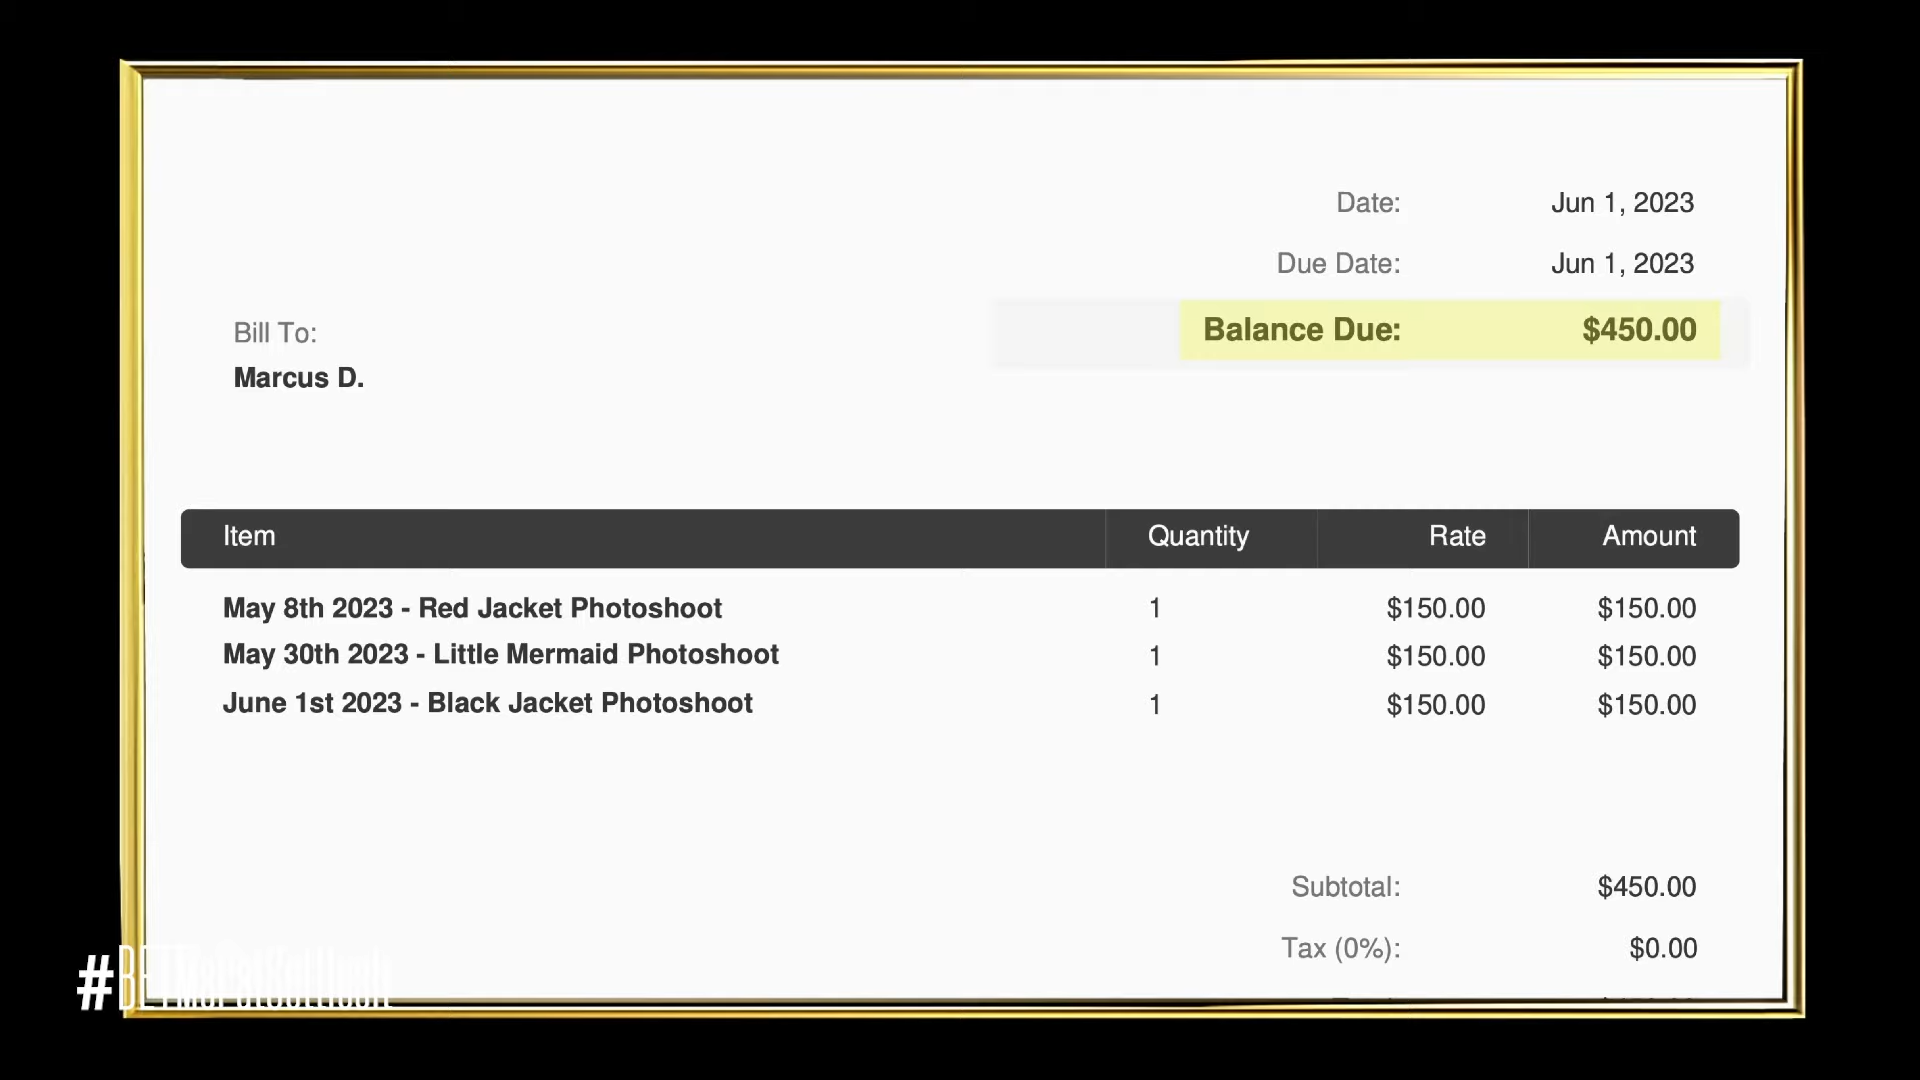 Date: Jun 1, 2023
Due Date: Jun 1, 2023
Balance Due: $450.00
Bill To:
Marcus D.
Item Quantity Rate Amount
May 8th 2023 - Red Jacket Photoshoot 1 $150.00 $150.00
May 30th 2023 - Little Mermaid Photoshoot 1 $150.00 $150.00
June 1st 2023 - Black Jacket Photoshoot 1 $150.00 $150.00
Subtotal: $450.00
Tax (0%): $0.00